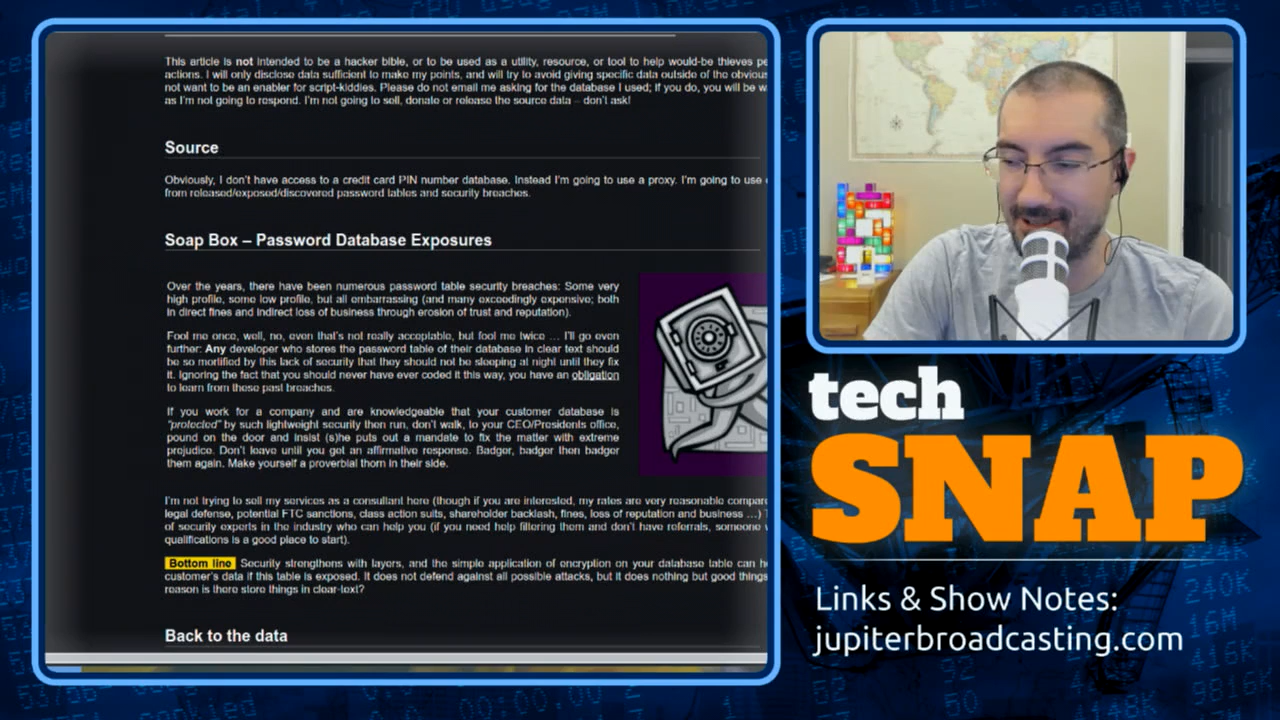 This article is not intended to be a hacker bible, or to be used as a utility, resource, or tool to help would-be thieves pe
actions. I will only disclose data sufficient to make my points, and will try to avoid giving specific data outside of the obvious
not want to be an enabler for script-kiddies. Please do not email me asking for the database I used; if you do, you will be w
as I'm not going to respond. I'm not going to sell, donate or release the source data – don't ask!
Source
Obviously, I don't have access to a credit card PIN number database. Instead I'm going to use a proxy. I'm going to use
from released/exposed/discovered password tables and security breaches.
Soap Box – Password Database Exposures
Over the years, there have been numerous password table security breaches: Some very
high profile, some low profile, but all embarrassing (and many exceedingly expensive; both
in direct fines and indirect loss of business through erosion of trust and reputation).
Fool me once, well, no, even that's not really acceptable, but fool me twice … I'll go even
further: Any developer who stores the password table of their database in clear text should
be so mortified by this lack of security that they should not be sleeping at night until they fix
it. Ignoring the fact that you should never have ever coded it this way, you have an obligation
to learn from these past breaches.
If you work for a company and are knowledgeable that your customer database is
"protected" by such lightweight security then run, don't walk, to your CEO/Presidents office,
pound on the door and insist (s)he puts out a mandate to fix the matter with extreme
prejudice. Don't leave until you get an affirmative response. Badger, badger then badger
them again. Make yourself a proverbial thorn in their side.
I'm not trying to sell my services as a consultant here (though if you are interested, my rates are very reasonable compar
legal defense, potential FTC sanctions, class action suits, shareholder backlash, fines, loss of reputation and business …)
of security experts in the industry who can help you (if you need help filtering them and don't have referrals, someone
qualifications is a good place to start).
Bottom line Security strengthens with layers, and the simple application of encryption on your database table can
customer's data if this table is exposed. It does not defend against all possible attacks, but it does nothing but good things
reason is there store things in clear-text?
Back to the data
tech
SNAP
Links & Show Notes:
jupiterbroadcasting.com